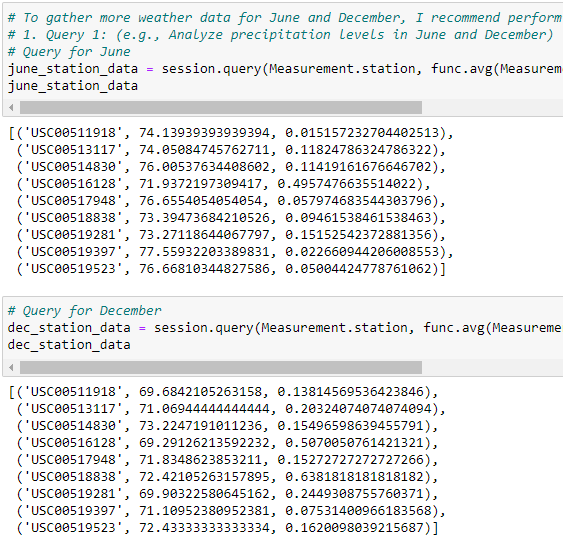 # To gather more weather data for June and December, I recommend perform
# 1. Query 1: (e.g., Analyze precipitation levels in June and December)
# Query for June
june_station_data = session.query(Measurement.station, func.avg(Measurem
june_station_data
[('USC00511918', 74.13939393939394, 0.015157232704402513),
('USC00513117', 74.05084745762711, 0.11824786324786322),
('USC00514830', 76.00537634408602, 0.11419161676646702),
('USC00516128', 71.9372197309417, 0.4957476635514022),
('USC00517948', 76.6554054054054, 0.057974683544303796),
('USC00518838', 73.39473684210526, 0.09461538461538463),
('USC00519281', 73.27118644067797, 0.15152542372881356),
('USC00519397', 77.55932203389831, 0.022660944206008553),
('USC00519523', 76.66810344827586, 0.05004424778761062)]
# Query for December
dec_station_data = session.query(Measurement.station, func.avg(Measureme
dec_station_data
[('USC00511918', 69.6842105263158, 0.13814569536423846),
('USC00513117', 71.06944444444444, 0.20324074074074094),
('USC00514830', 73.2247191011236, 0.15496598639455791),
('USC00516128', 69.29126213592232, 0.5070050761421321),
('USC00517948', 71.8348623853211, 0.15272727272727266),
('USC00518838', 72.42105263157895, 0.6381818181818182),
('USC00519281', 69.90322580645162, 0.2449308755760371),
('USC00519397', 71.10952380952381, 0.07531400966183568),
('USC00519523', 72.43333333333334, 0.1620098039215687)]